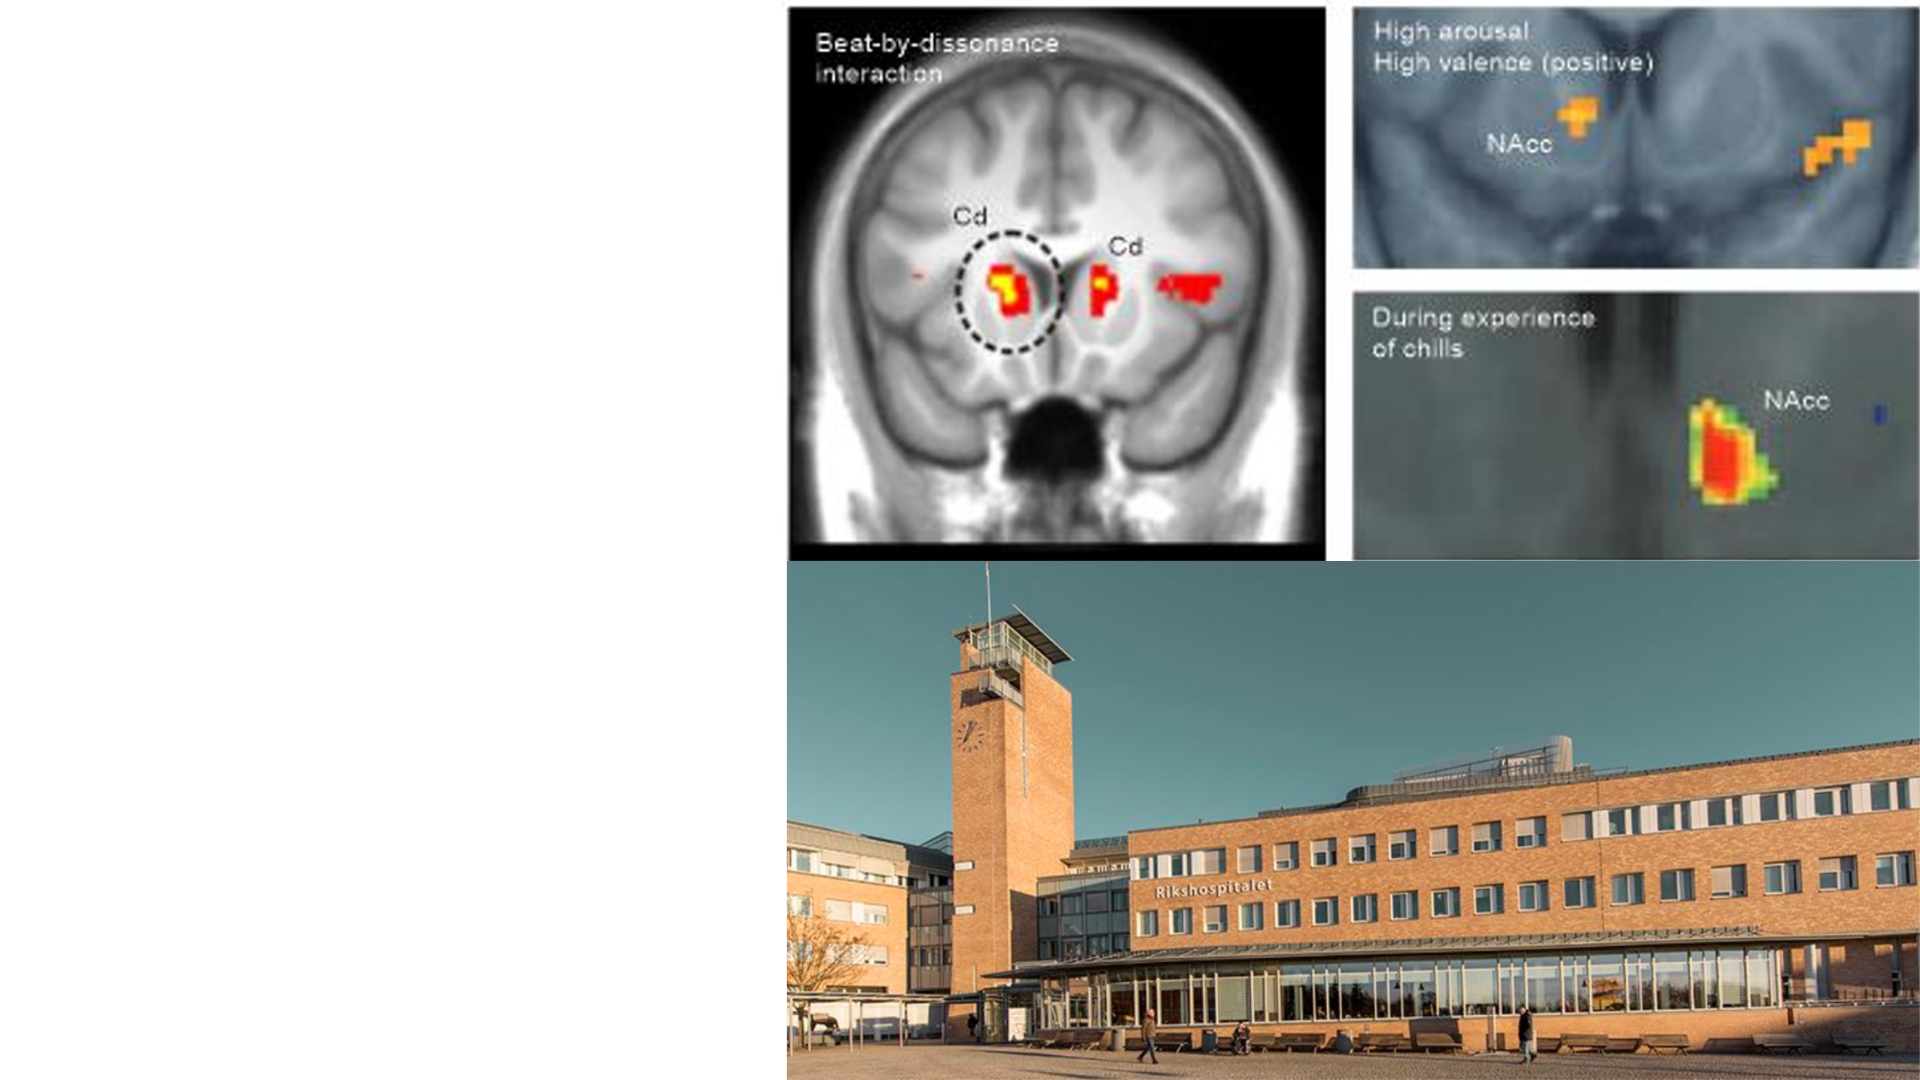 Beat-by-dissonance
interaction
Cd
Cd
High arousal
High valence (positive)
NAcc
During experience
of chills
NAcc
Rikshospitalet